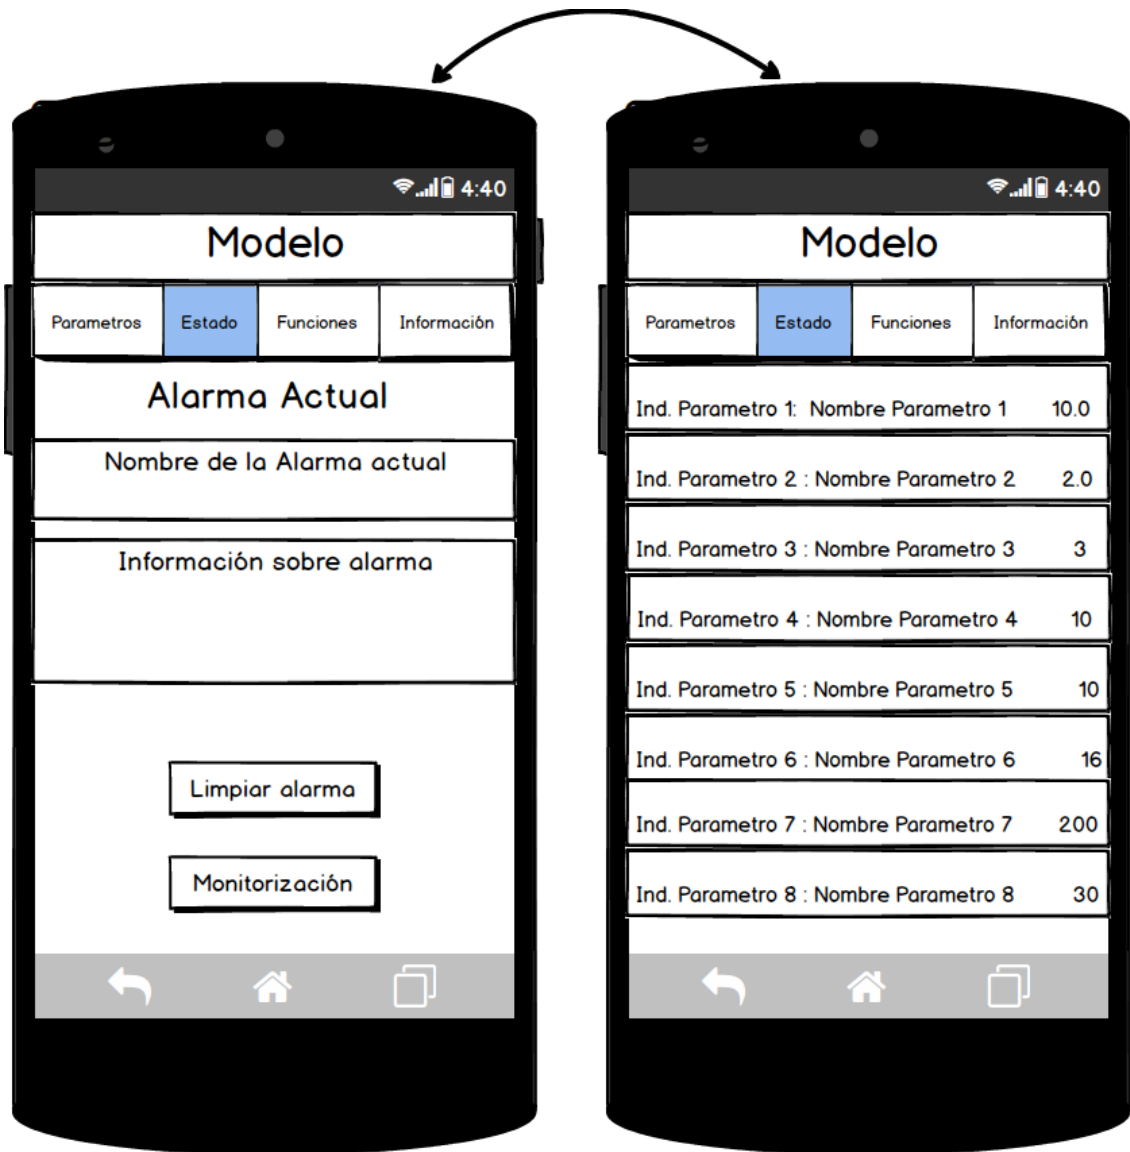 4:40
Modelo
Parametros Estado Funciones Información
Alarma Actual
Nombre de la Alarma actual
Información sobre alarma
Limpiar alarma
Monitorización
4:40
Modelo
Parametros Estado Funciones Información
Ind. Parametro 1: Nombre Parametro 1 10.0
Ind. Parametro 2 : Nombre Parametro 2 2.0
Ind. Parametro 3 : Nombre Parametro 3 3
Ind. Parametro 4 : Nombre Parametro 4 10
Ind. Parametro 5 : Nombre Parametro 5 10
Ind. Parametro 6 : Nombre Parametro 6 16
Ind. Parametro 7 : Nombre Parametro 7 200
Ind. Parametro 8 : Nombre Parametro 8 30